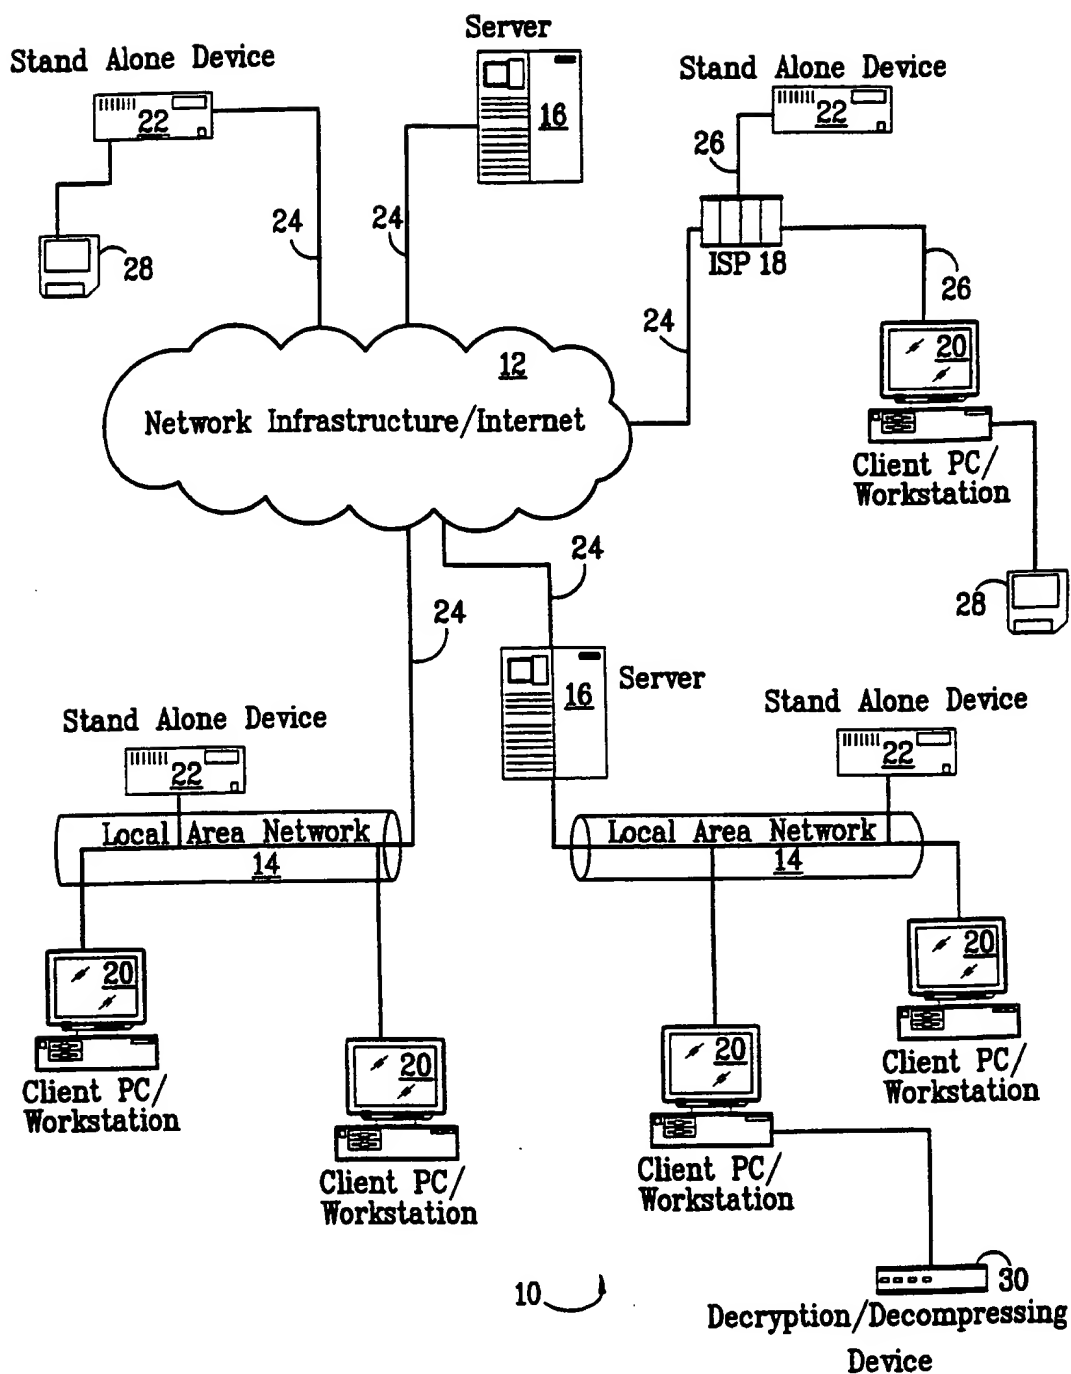 Server
Stand Alone Device
Stand Alone Device
22
16
22
26
24
24
28
ISP 18
26
24
12
20
Network Infrastructure/Internet
Client PC/
Workstation
24
28
24
16
Server
Stand Alone Device
Stand Alone Device
22
22
Local Area Network
14
Local Area Network
14
20
20
Client PC/
Workstation
20
Client PC/
Workstation
20
Client PC/
Workstation
Client PC/
Workstation
10
30
Decryption/Decompressing
Device